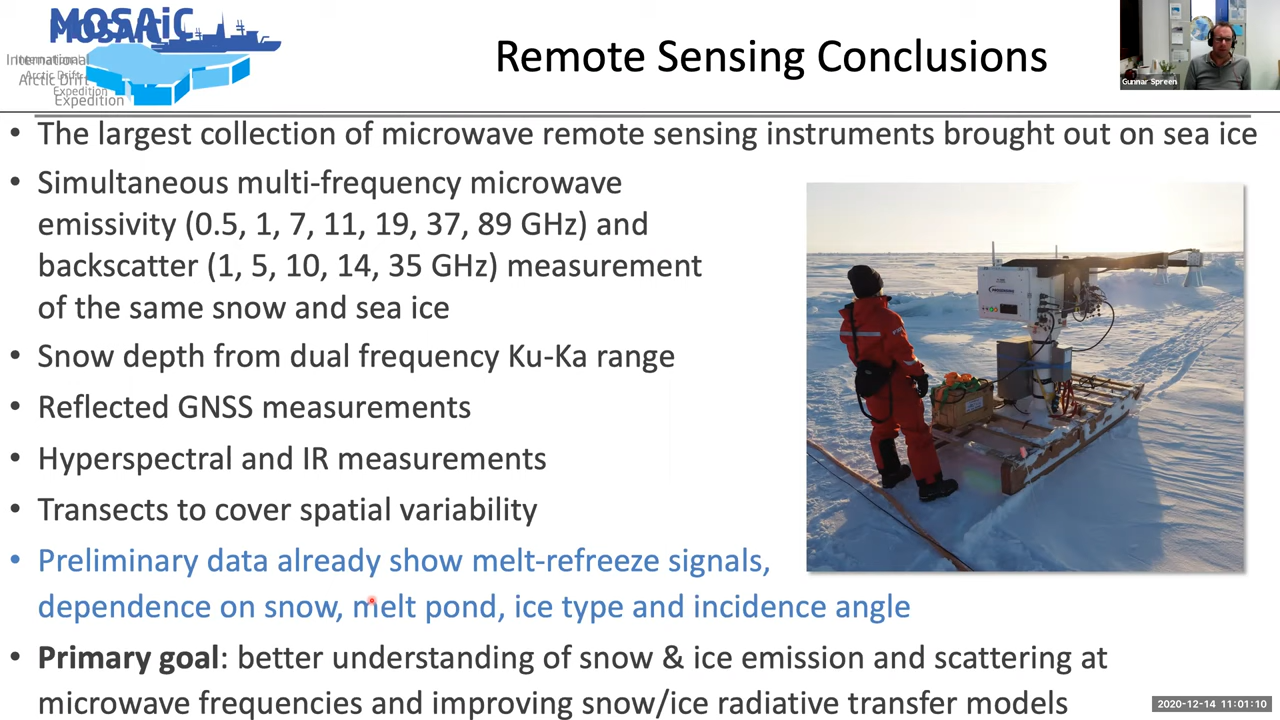 MOSAiC
International
Arctic Drift
Expedition
Remote Sensing Conclusions
Gunnar Spreen
• The largest collection of microwave remote sensing instruments brought out on sea ice
• Simultaneous multi-frequency microwave
emissivity (0.5, 1, 7, 11, 19, 37, 89 GHz) and
backscatter (1, 5, 10, 14, 35 GHz) measurement
of the same snow and sea ice
• Snow depth from dual frequency Ku-Ka range
• Reflected GNSS measurements
• Hyperspectral and IR measurements
• Transects to cover spatial variability
• Preliminary data already show melt-refreeze signals,
dependence on snow, melt pond, ice type and incidence angle
• Primary goal: better understanding of snow & ice emission and scattering at
microwave frequencies and improving snow/ice radiative transfer models
2020-12-14 11:01:10